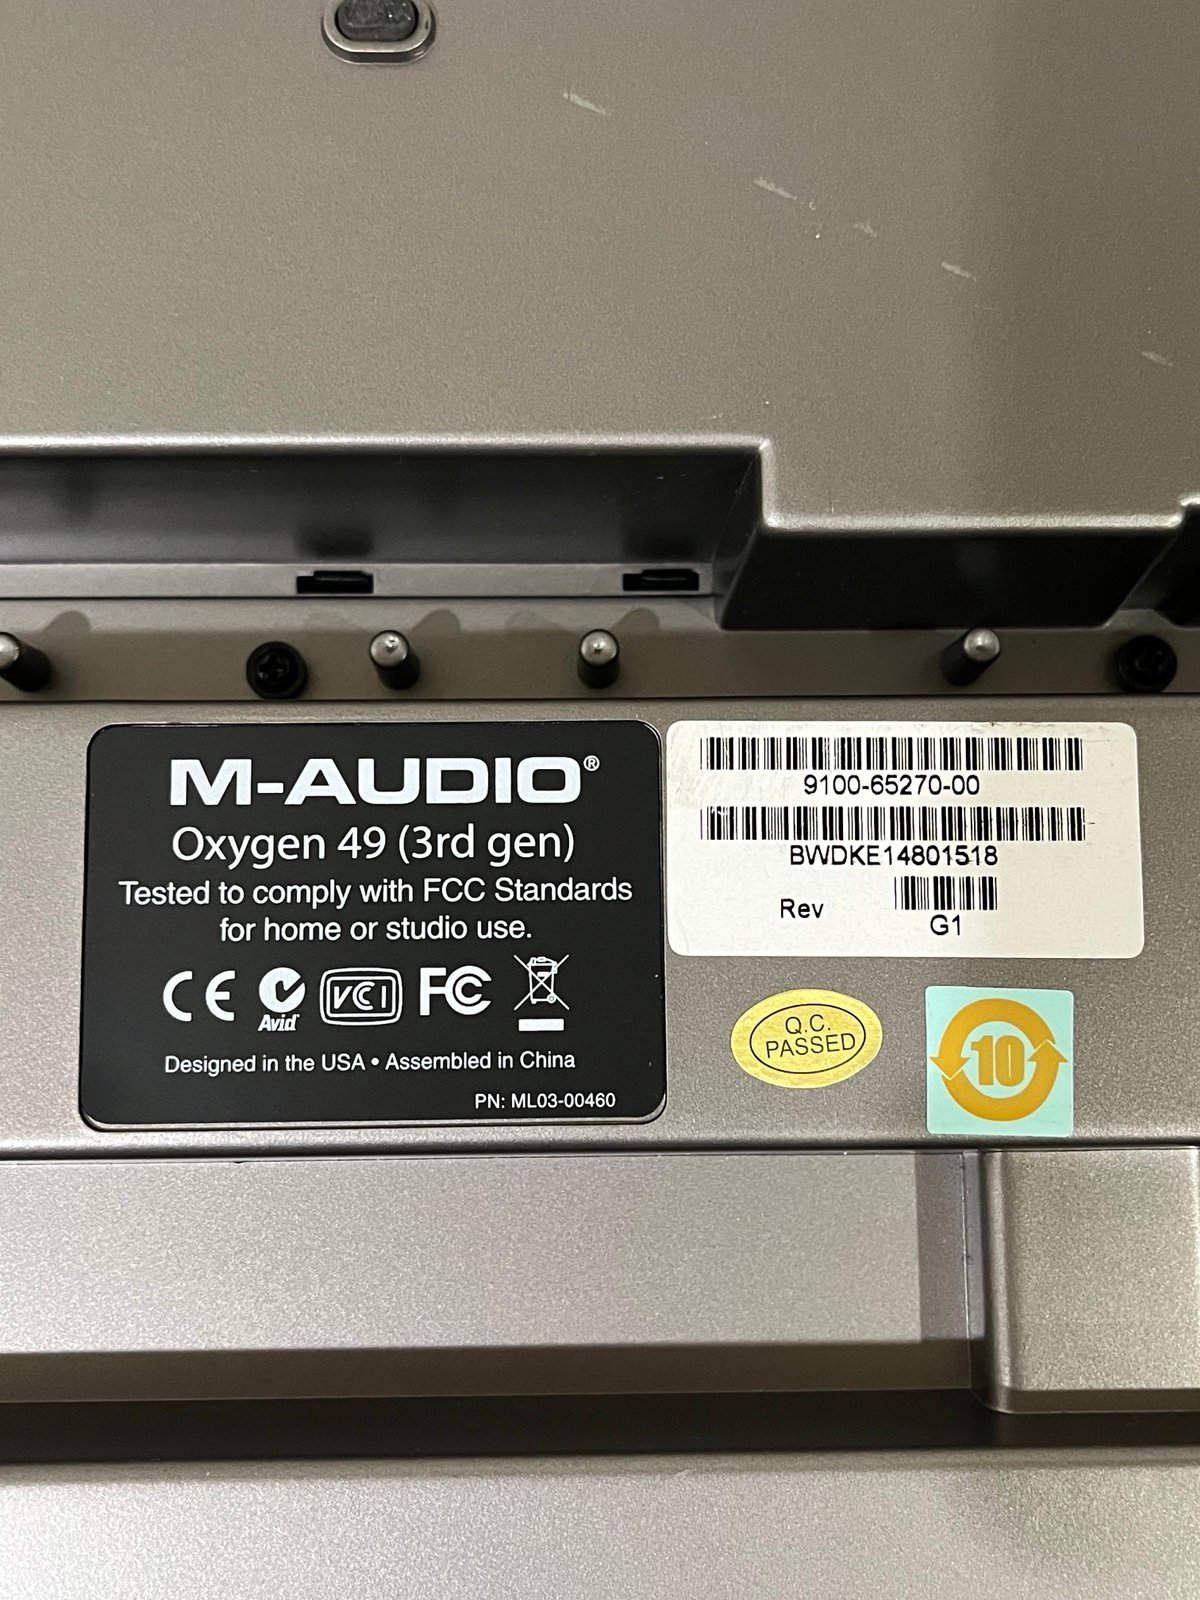 M-AUDIO®
Oxygen 49 (3rd gen)
Tested to comply with FCC Standards
for home or studio use.
CE Avid VCCI FC
Designed in the USA • Assembled in China
PN: ML03-00460
9100-65270-00
BWDKE14801518
Rev G1
Q.C.
PASSED
10